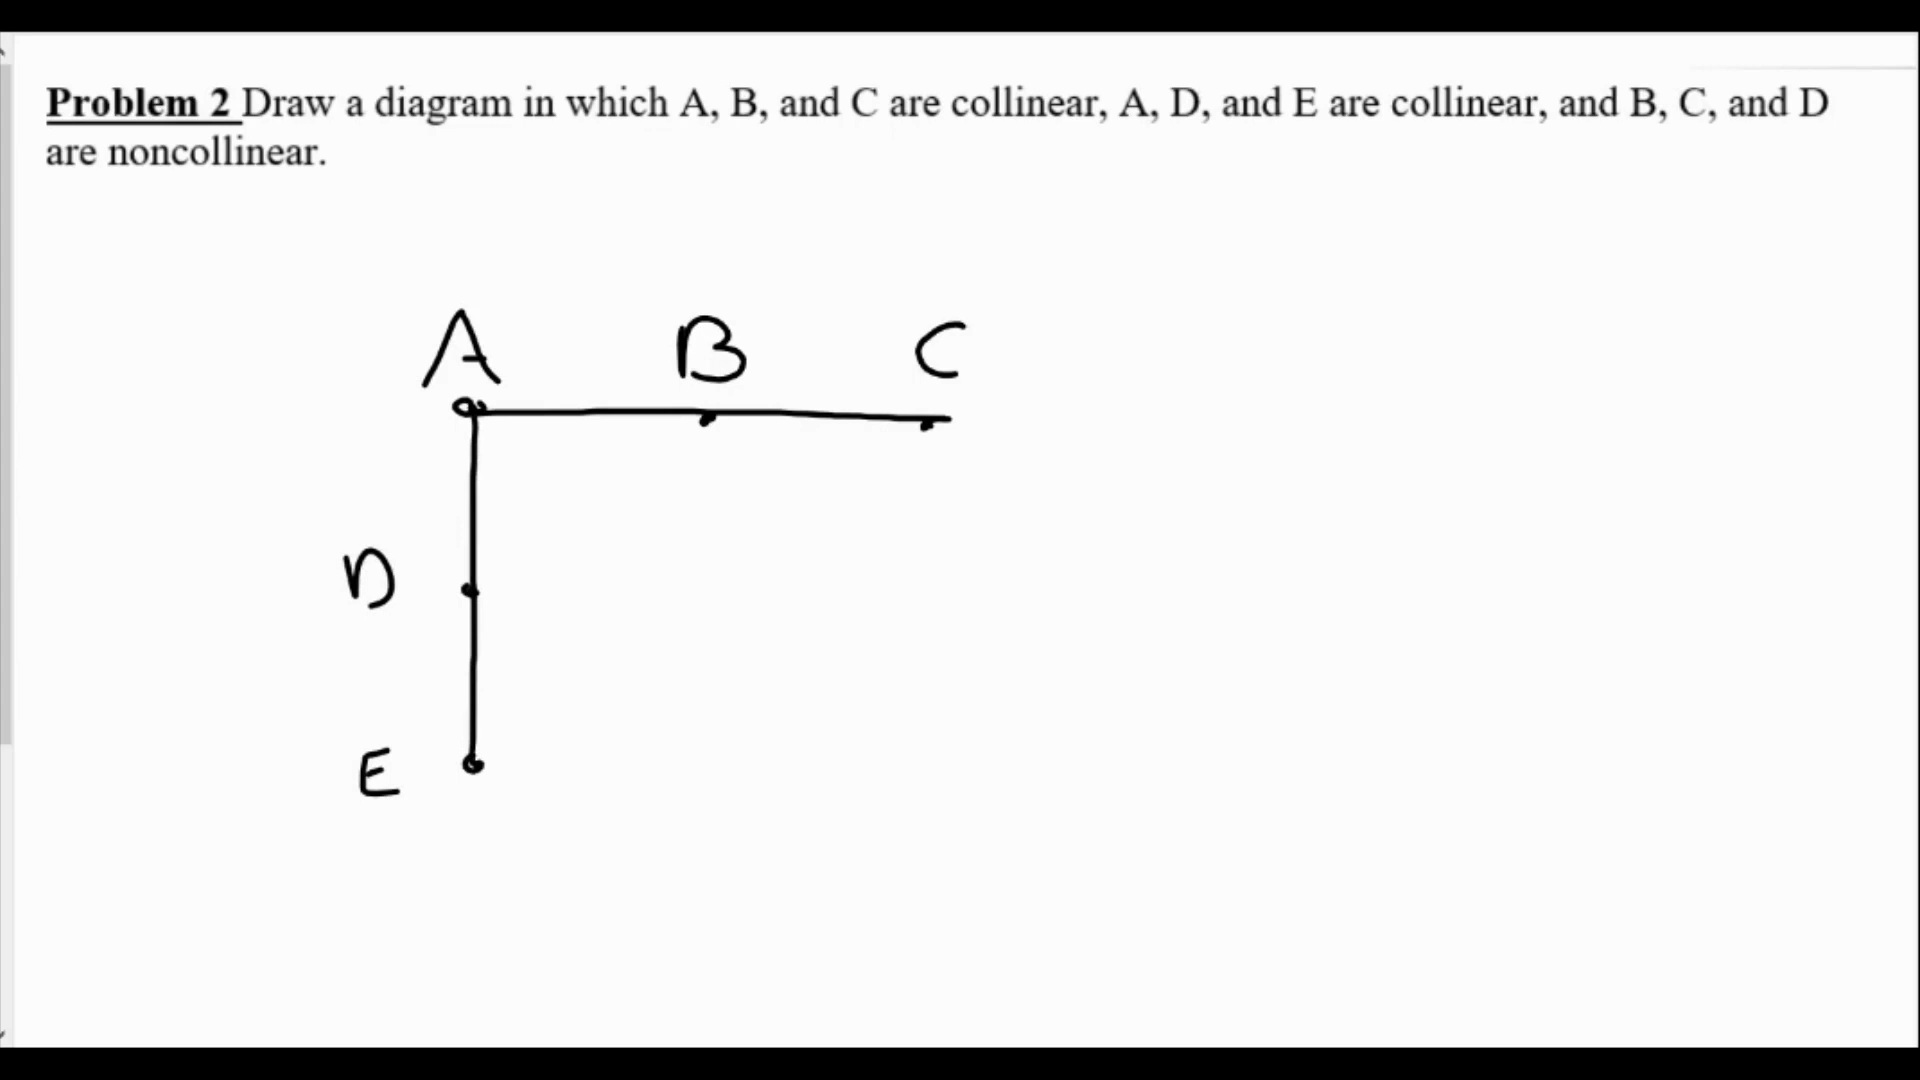 Problem 2 Draw a diagram in which A, B, and C are collinear, A, D, and E are collinear, and B, C, and D
are noncollinear.
A B C
D
E